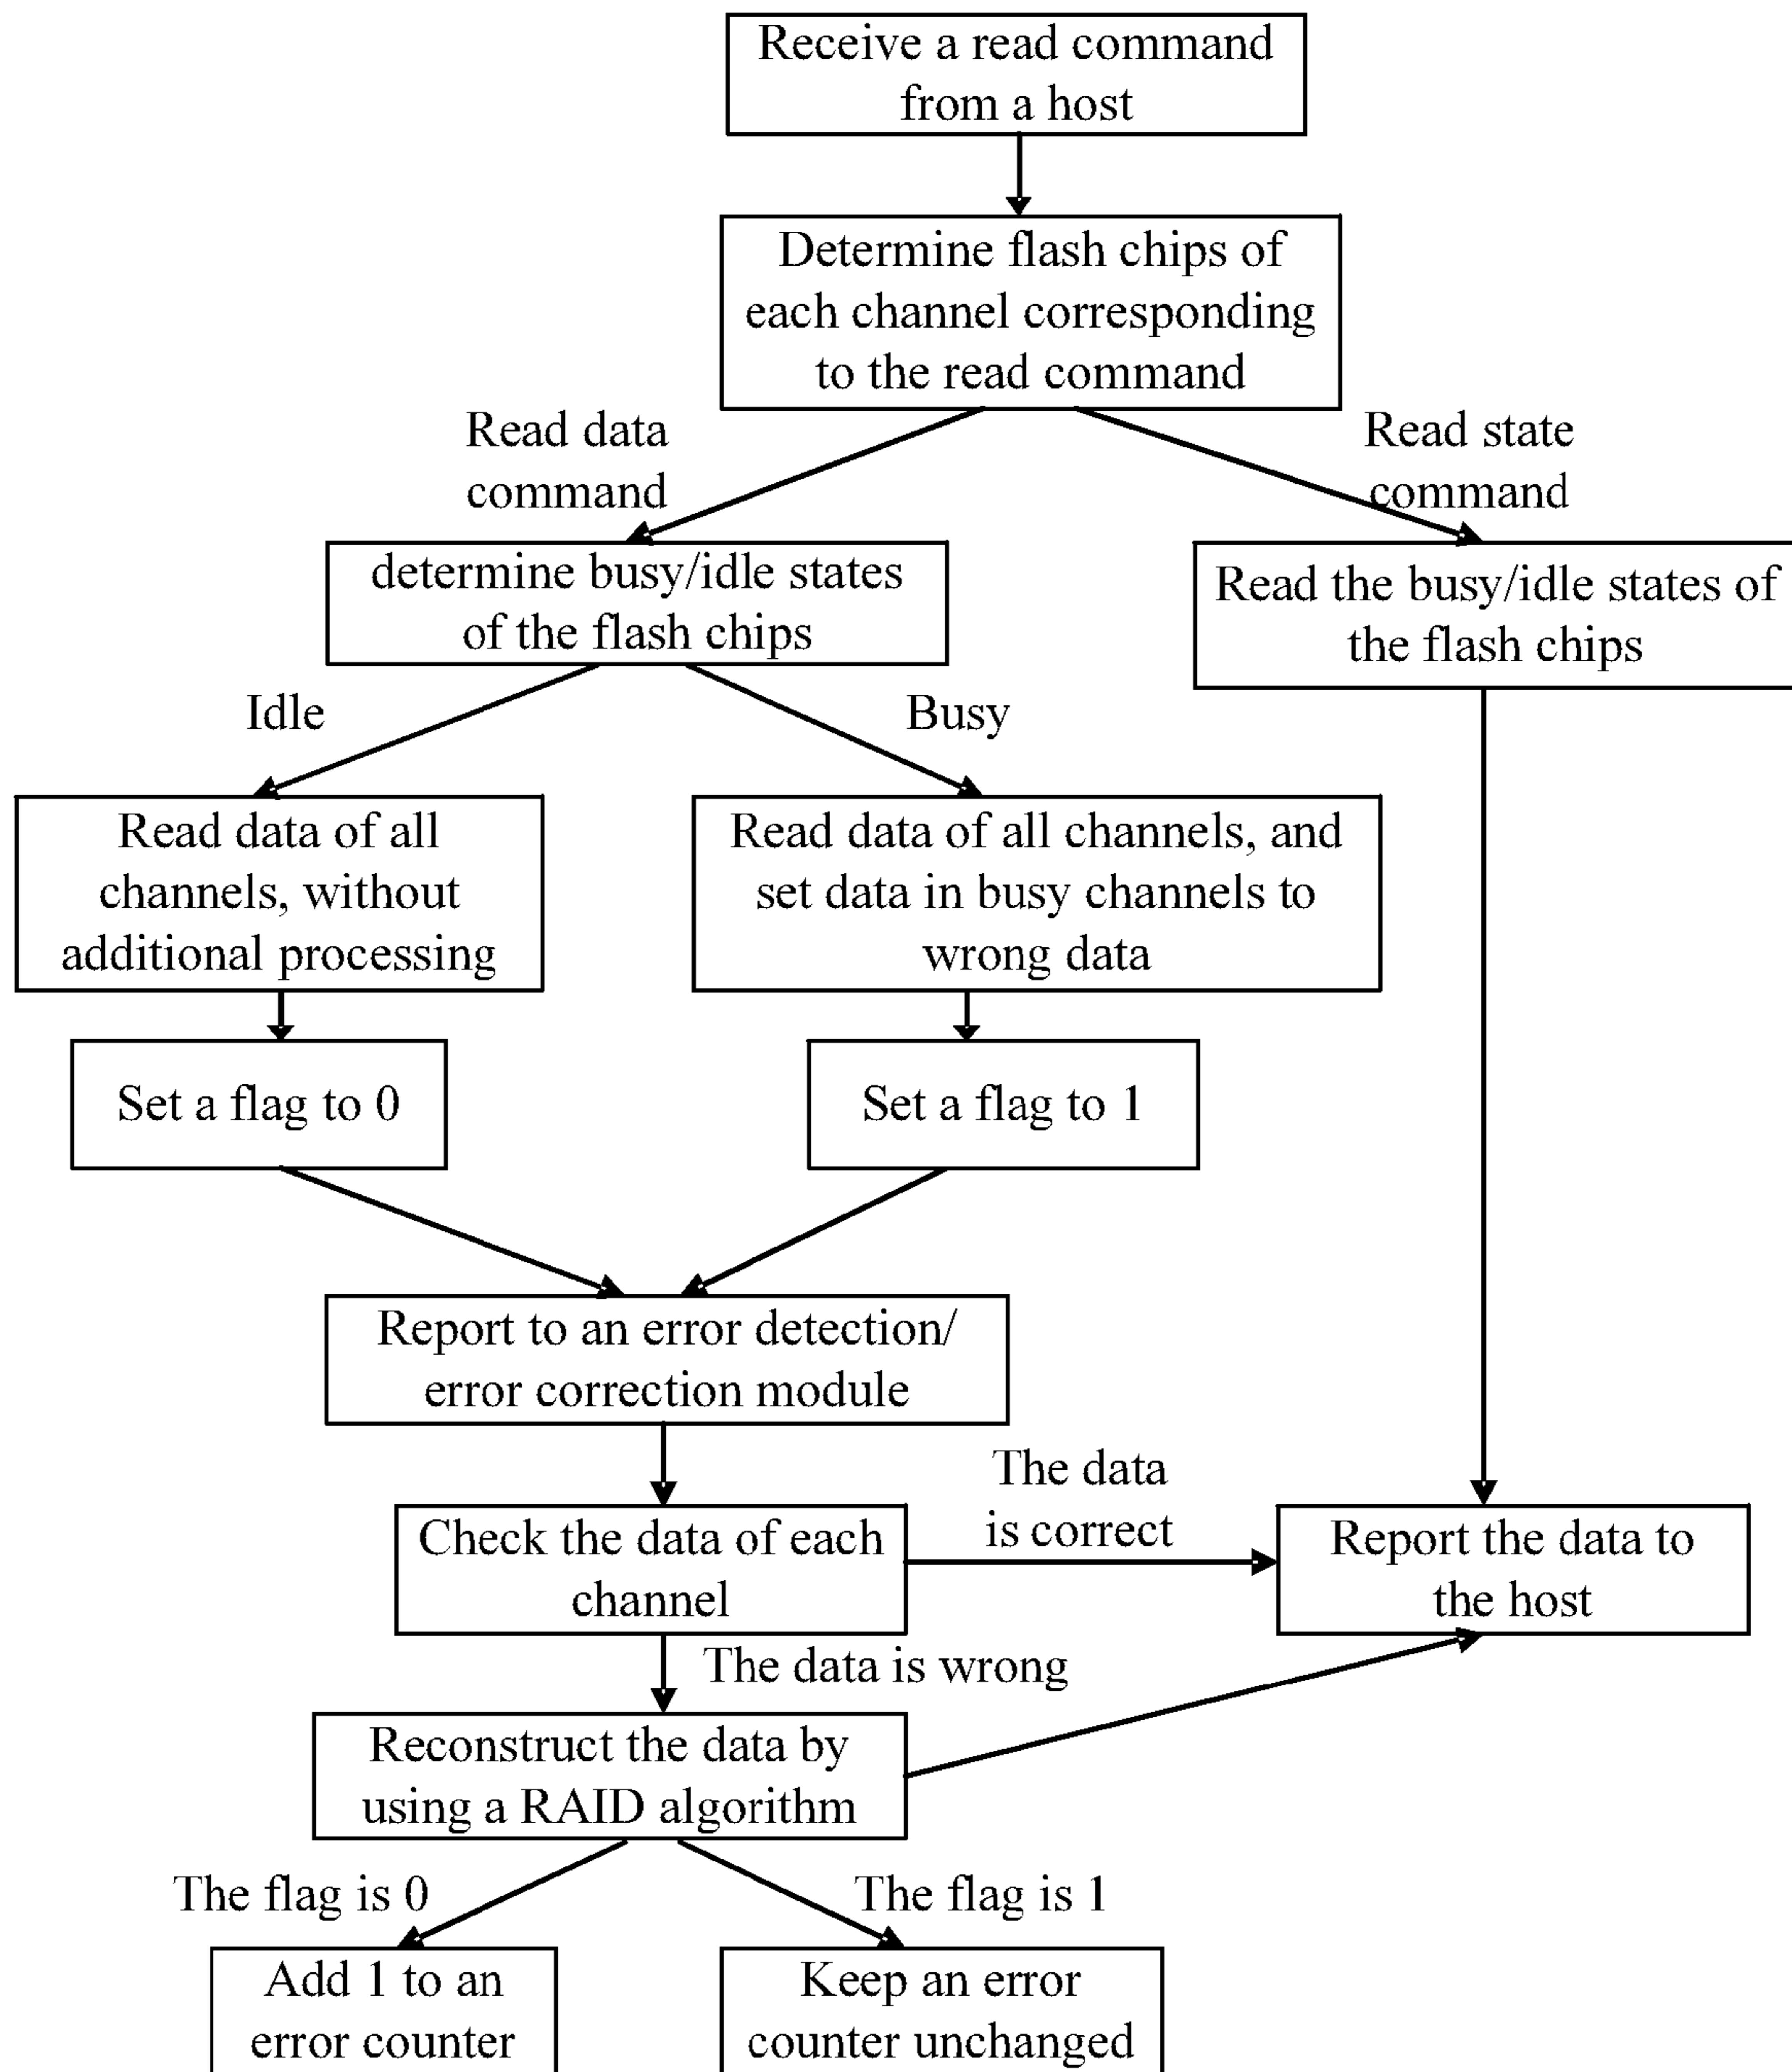 Receive a read command
from a host
Determine flash chips of
each channel corresponding
to the read command
Read data
command
Read state
command
determine busy/idle states
of the flash chips
Read the busy/idle states of
the flash chips
Idle
Busy
Read data of all
channels, without
additional processing
Read data of all channels, and
set data in busy channels to
wrong data
Set a flag to 0
Set a flag to 1
Report to an error detection/
error correction module
The data
is correct
Check the data of each
channel
Report the data to
the host
The data is wrong
Reconstruct the data by
using a RAID algorithm
The flag is 0
The flag is 1
Add 1 to an
error counter
Keep an error
counter unchanged